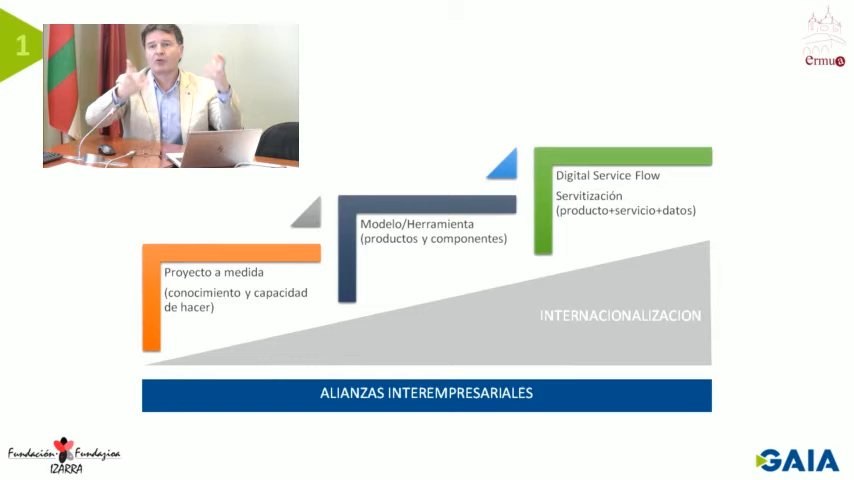 1
ermua
Digital Service Flow
Servitización
(producto+servicio+datos)
Modelo/Herramienta
(productos y componentes)
Proyecto a medida
(conocimiento y capacidad
de hacer)
INTERNACIONALIZACION
ALIANZAS INTEREMPRESARIALES
Fundación Fundazioa
IZARRA
GAIA